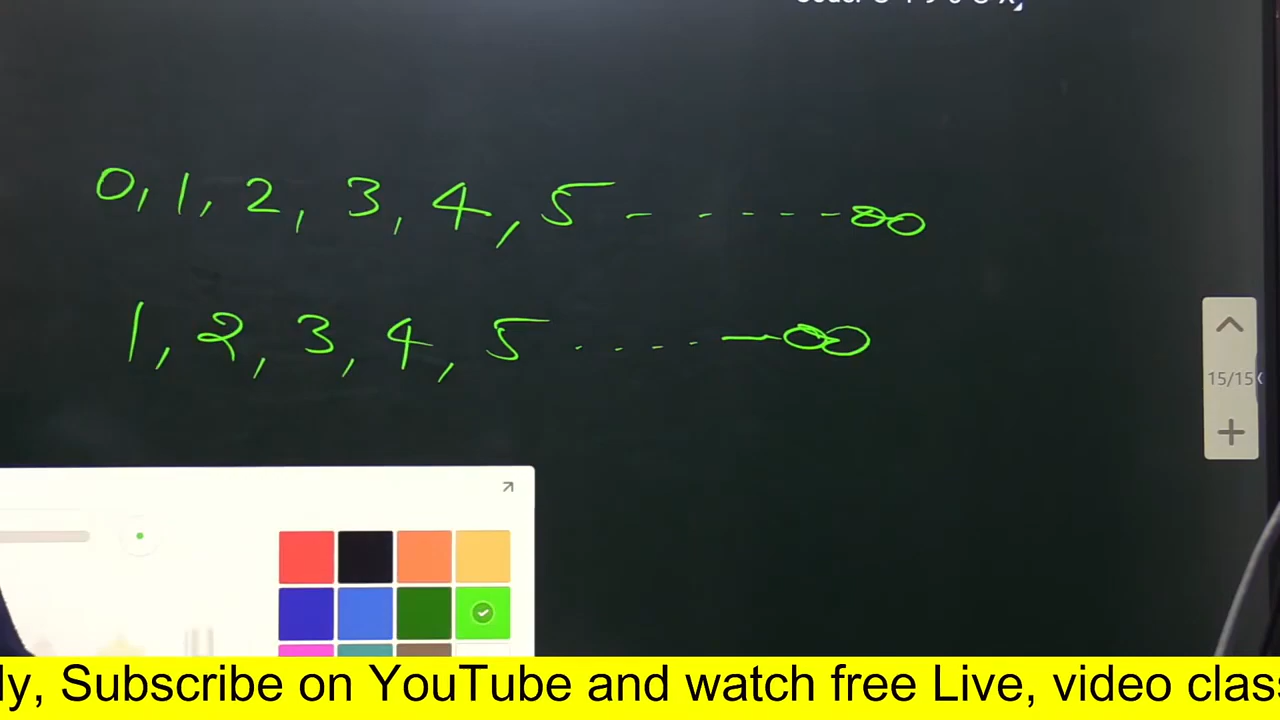 0, 1, 2, 3, 4, 5 - - - - - - ∞
1, 2, 3, 4, 5 . . . . . — ∞
15/15
ly, Subscribe on YouTube and watch free Live, video clas